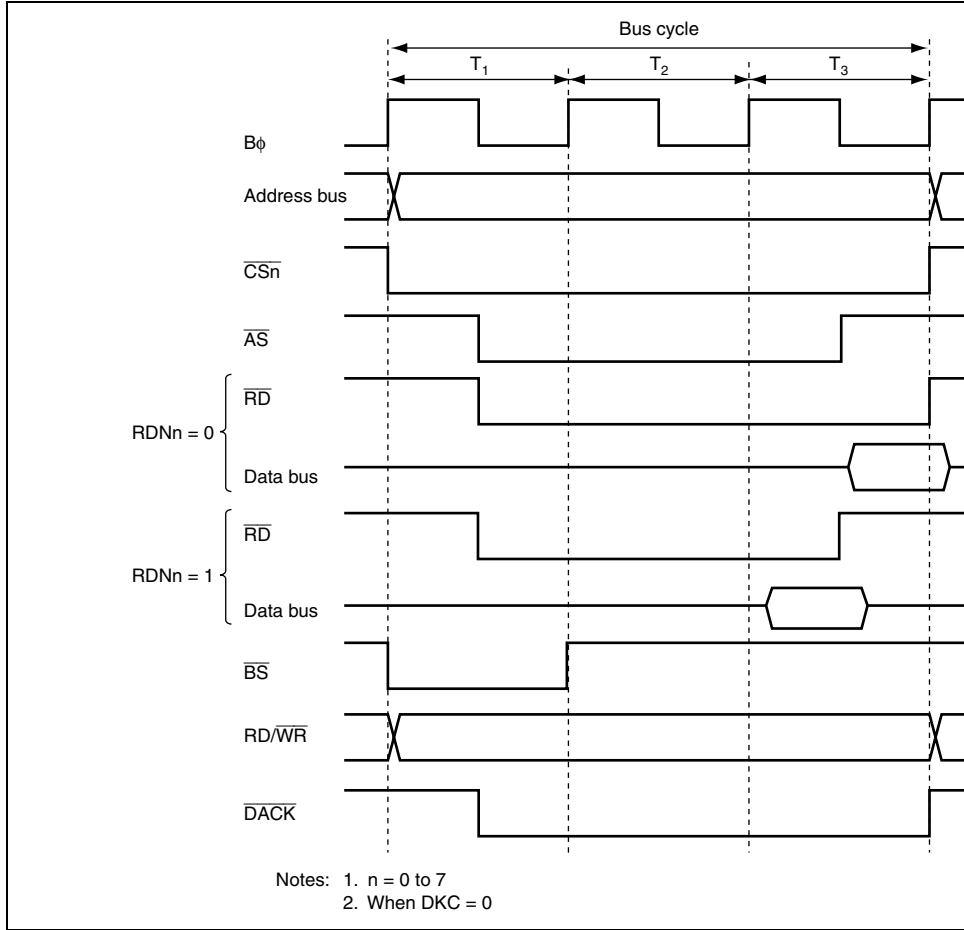 Bus cycle
T1 T2 T3
Bφ
Address bus
CSn
AS
RD
RDNn = 0
Data bus
RD
RDNn = 1
Data bus
BS
RD/WR
DACK
Notes: 1. n = 0 to 7
2. When DKC = 0